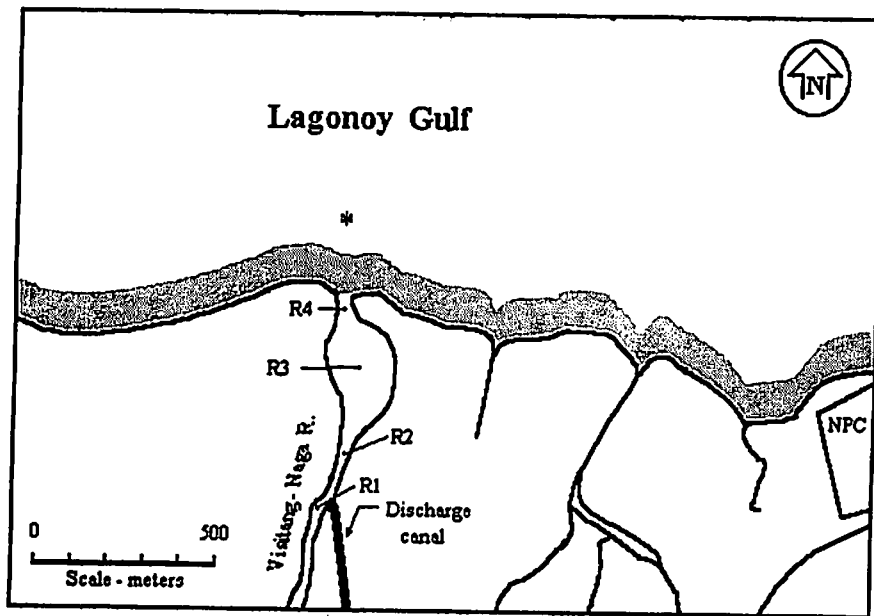 N
Lagonoy Gulf
*
R4
R3
R2
NPC
R1
Visitang-Naga R.
Discharge
canal
0 500
Scale - meters